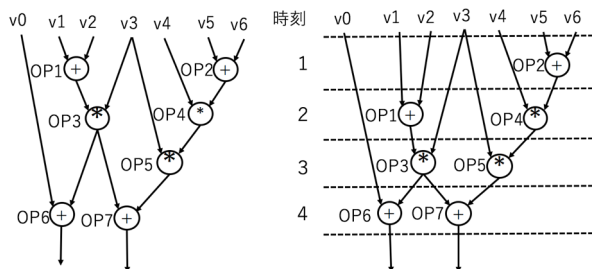 v0 v1 v2 v3 v4 v5 v6
OP1 + OP2 +
OP3 * OP4 *
OP5 *
OP6 + OP7 +
時刻 v0 v1 v2 v3 v4 v5 v6
1 OP2 +
2 OP1 + OP4 *
3 OP3 * OP5 *
4 OP6 + OP7 +